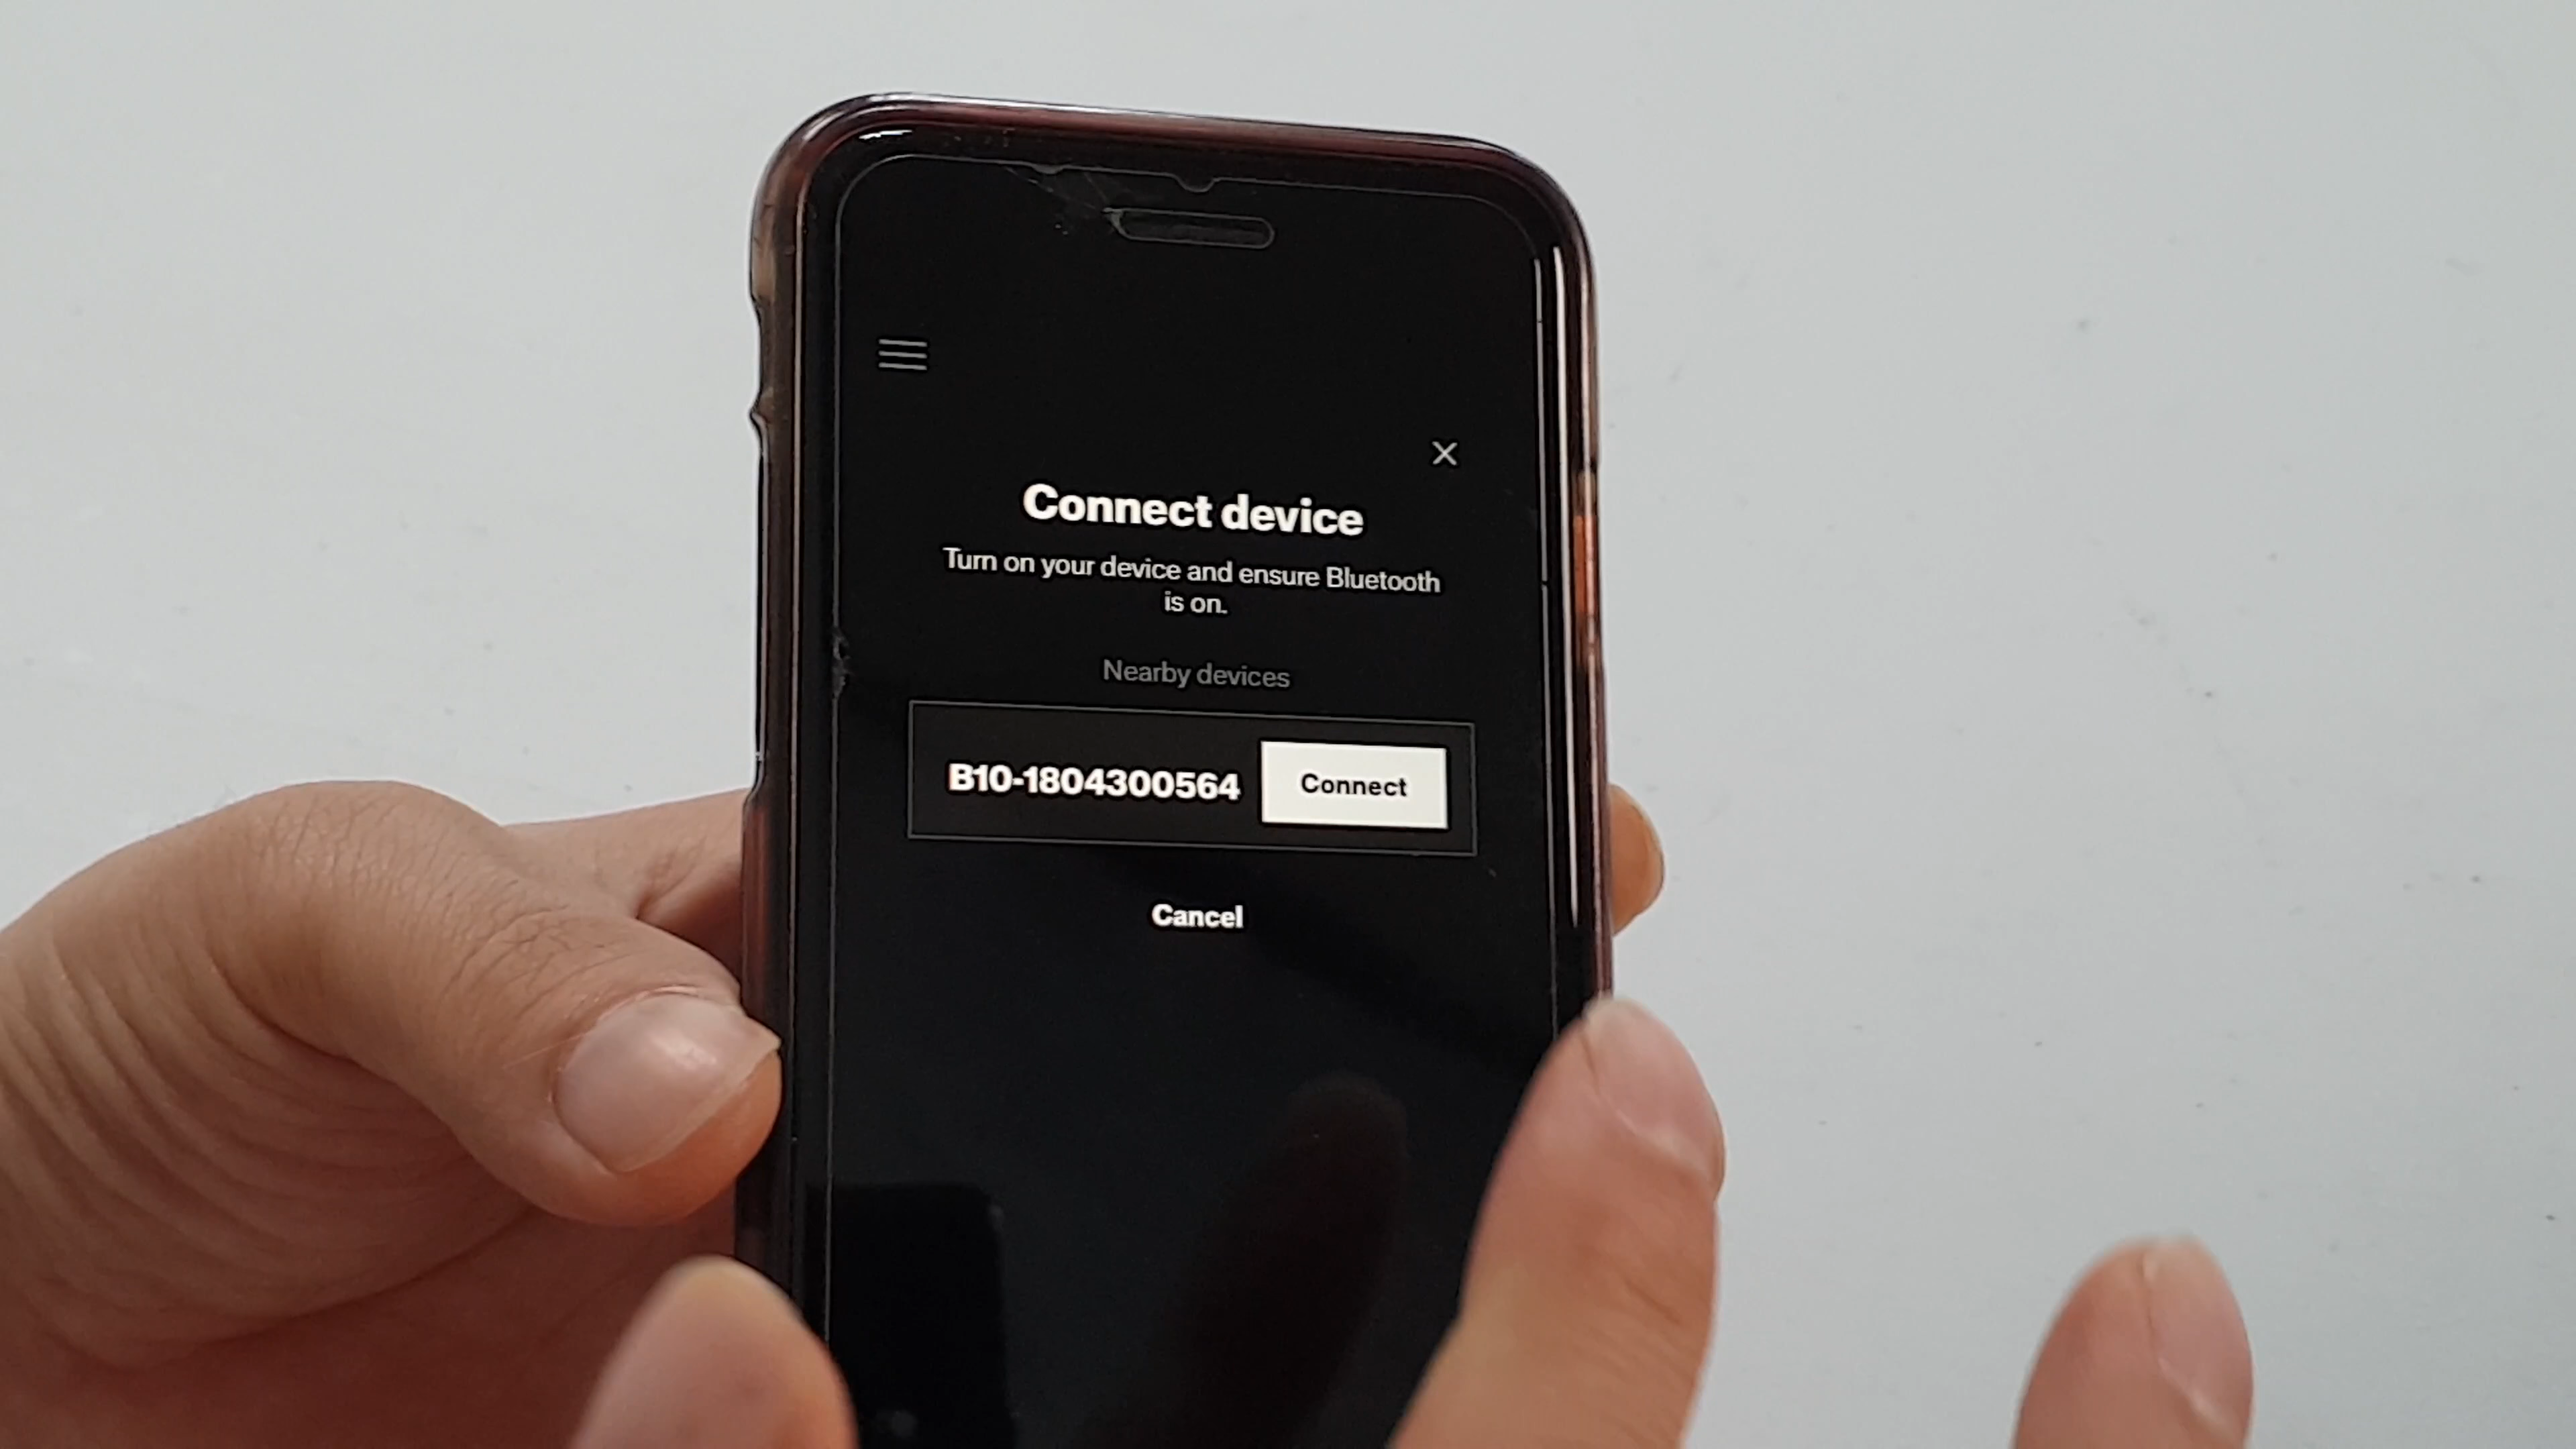 Connect device
Turn on your device and ensure Bluetooth
is on.
Nearby devices
B10-1804300564 Connect
Cancel